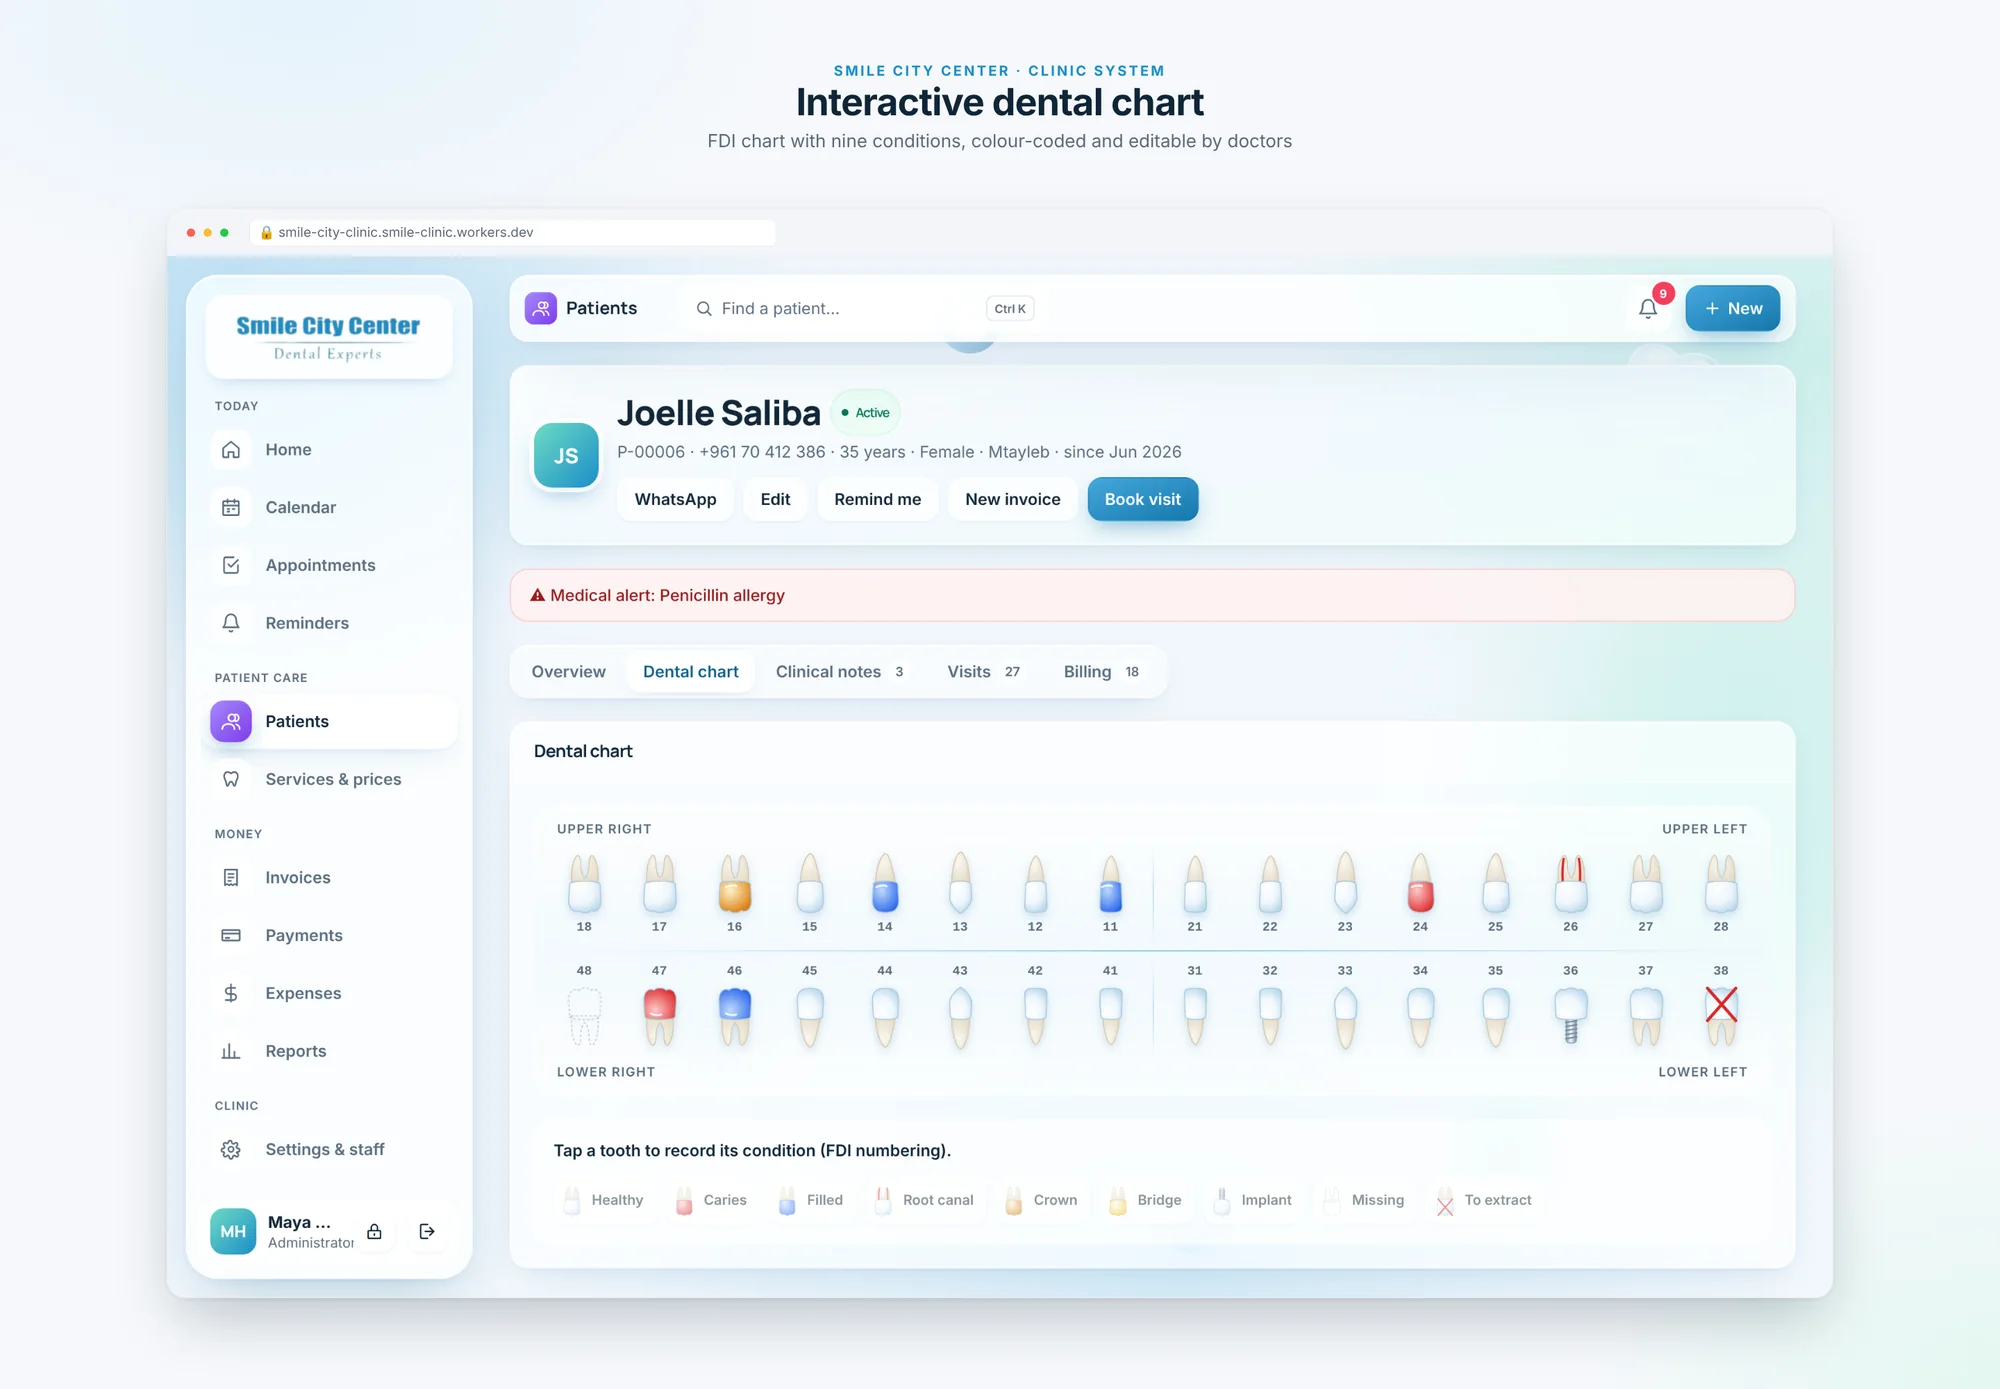 SMILE CITY CENTER · CLINIC SYSTEM
Interactive dental chart
FDI chart with nine conditions, colour-coded and editable by doctors
smile-city-clinic.smile-clinic.workers.dev
Smile City Center
Dental Experts
TODAY
Home
Calendar
Appointments
Reminders
PATIENT CARE
Patients
Services & prices
MONEY
Invoices
Payments
Expenses
Reports
CLINIC
Settings & staff
MH
Maya ...
Administrator
Patients
Find a patient...
Ctrl K
9
+ New
JS
Joelle Saliba
Active
P-00006 · +961 70 412 386 · 35 years · Female · Mtayleb · since Jun 2026
WhatsApp Edit Remind me New invoice Book visit
Medical alert: Penicillin allergy
Overview Dental chart Clinical notes 3 Visits 27 Billing 18
Dental chart
UPPER RIGHT UPPER LEFT
18 17 16 15 14 13 12 11 21 22 23 24 25 26 27 28
48 47 46 45 44 43 42 41 31 32 33 34 35 36 37 38
LOWER RIGHT LOWER LEFT
Tap a tooth to record its condition (FDI numbering).
Healthy Caries Filled Root canal Crown Bridge Implant Missing To extract